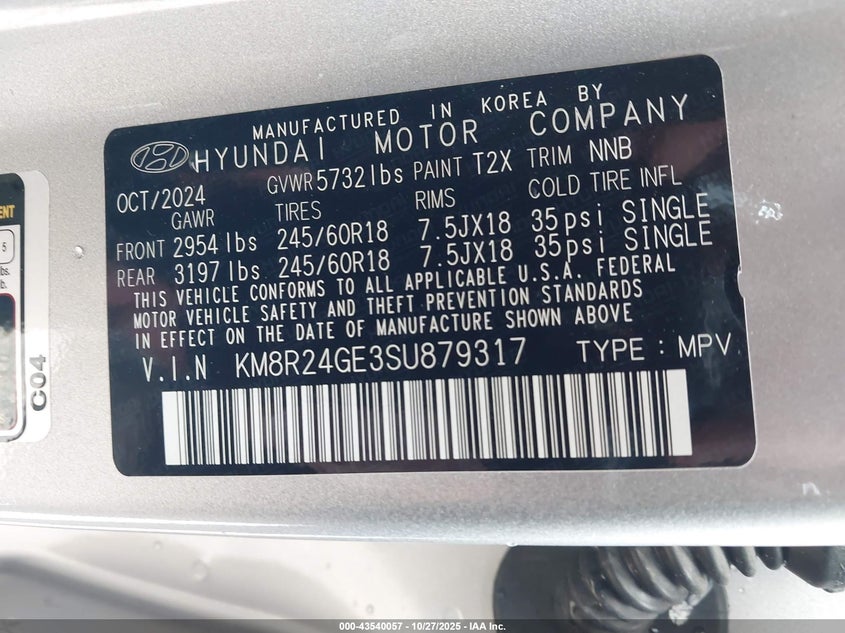 MANUFACTURED IN KOREA BY
HYUNDAI MOTOR COMPANY
OCT/2024 GVWR 5732 lbs PAINT T2X TRIM NNB
GAWR TIRES RIMS COLD TIRE INFL
FRONT 2954 lbs 245/60R18 7.5JX18 35psi SINGLE
REAR 3197 lbs 245/60R18 7.5JX18 35psi SINGLE
THIS VEHICLE CONFORMS TO ALL APPLICABLE U.S.A. FEDERAL
MOTOR VEHICLE SAFETY AND THEFT PREVENTION STANDARDS
IN EFFECT ON THE DATE OF MANUFACTURE SHOWN ABOVE
V.I.N KM8R24GE3SU879317 TYPE : MPV
C04
5
000-43540057 - 10/27/2025 - IAA Inc.